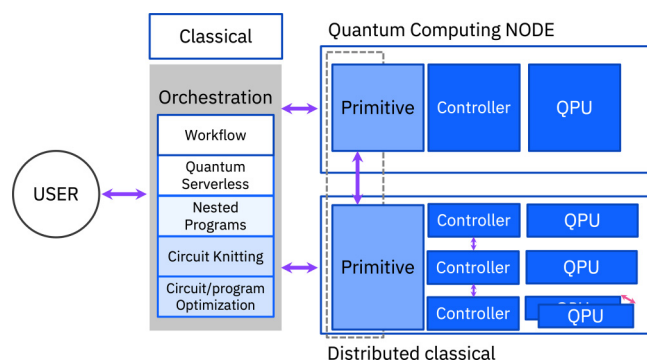 Classical
Quantum Computing NODE
Orchestration
Workflow
Quantum
Serverless
Nested
Programs
Circuit Knitting
Circuit/program
Optimization
USER
Primitive
Controller
QPU
Primitive
Controller
QPU
Controller
QPU
Controller
QPU
QPU
Distributed classical